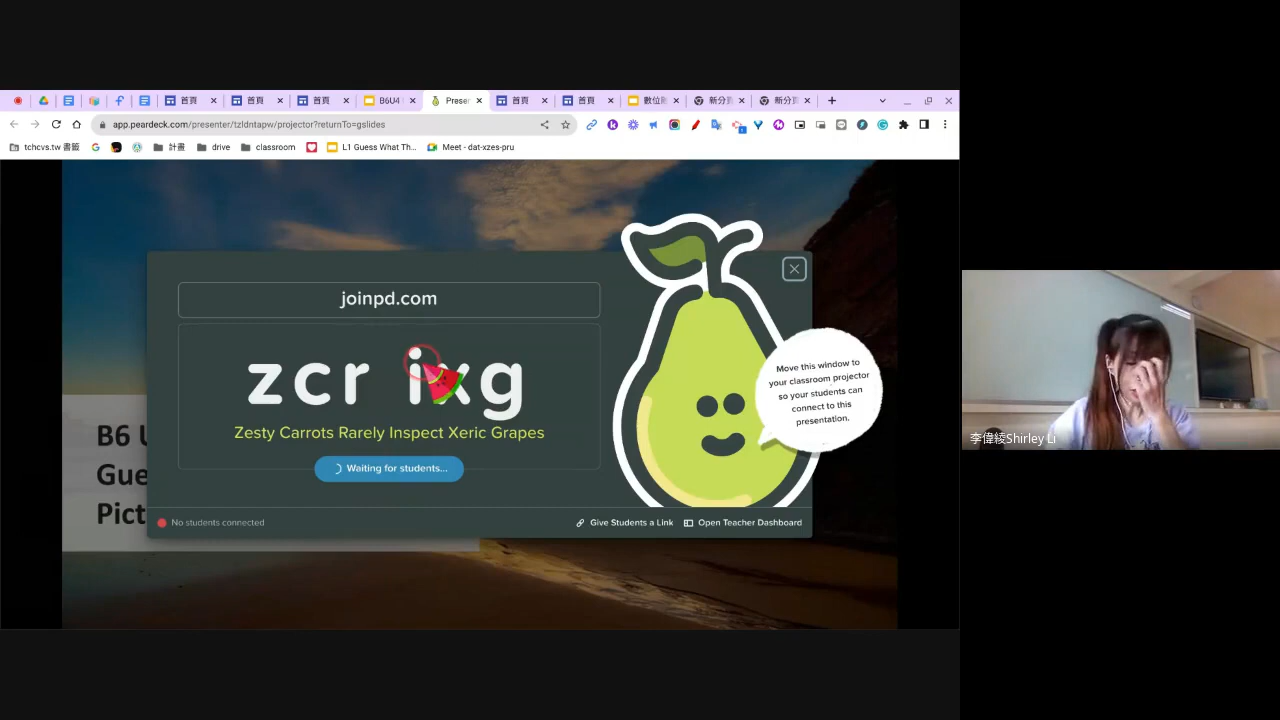 首頁
首頁
首頁
B6U4
Preser
首頁
首頁
新分頁
新分頁
app.peardeck.com/presenter/tzldntapw/projector?returnTo=gslides
tchcvs.tw 書籤
計畫
drive
classroom
L1 Guess What Th...
Meet - dat-xzes-pru
joinpd.com
zcr ixg
Zesty Carrots Rarely Inspect Xeric Grapes
Waiting for students...
Move this window to
your classroom projector
so your students can
connect to this
presentation.
B6 U
Gue
Pict
No students connected
Give Students a Link
Open Teacher Dashboard
李偉綾Shirley Li